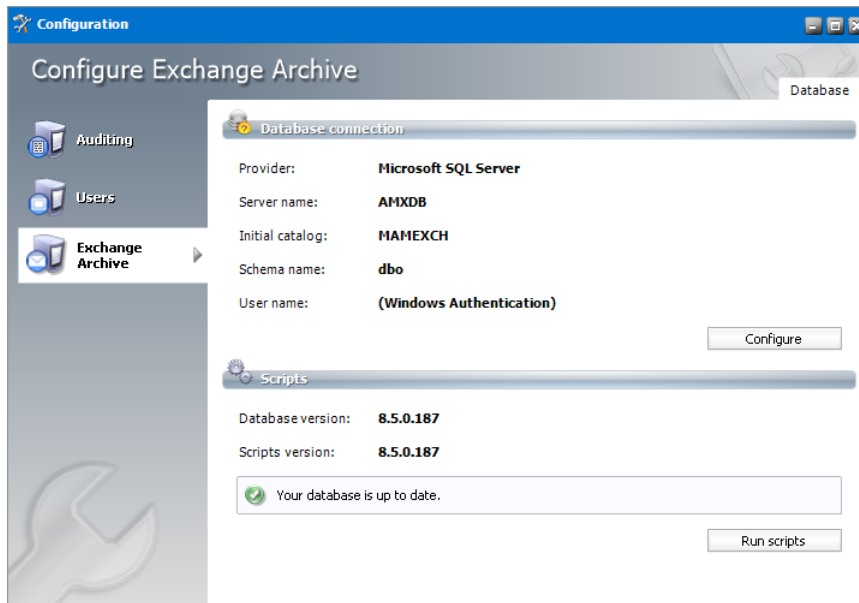 Configuration
Configure Exchange Archive
Database
Auditing
Users
Exchange
Archive
Database connection
Provider: Microsoft SQL Server
Server name: AMXDB
Initial catalog: MAMEXCH
Schema name: dbo
User name: (Windows Authentication)
Configure
Scripts
Database version: 8.5.0.187
Scripts version: 8.5.0.187
Your database is up to date.
Run scripts